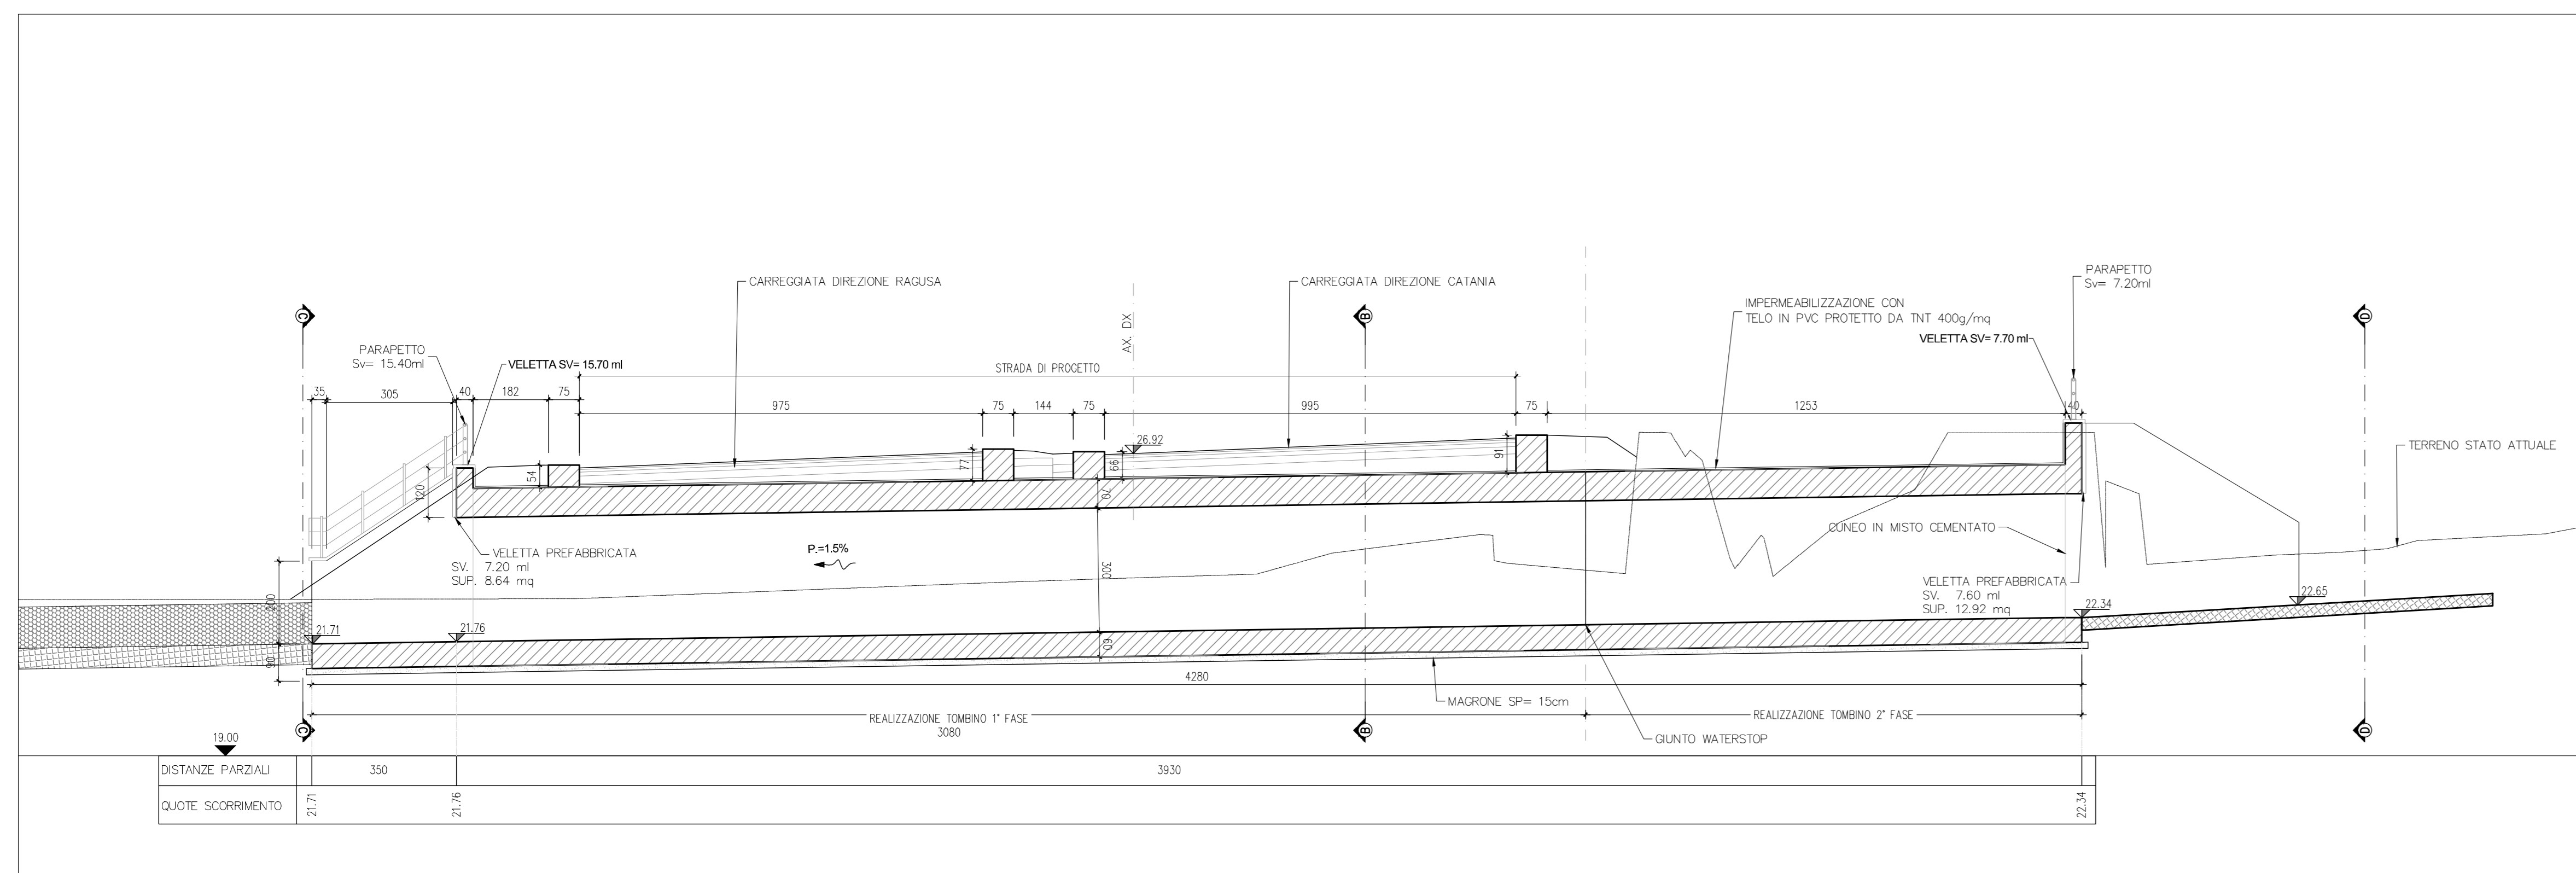 CARREGGIATA DIREZIONE RAGUSA
CARREGGIATA DIREZIONE CATANIA
PARAPETTO
Sv= 7.20ml
IMPERMEABILIZZAZIONE CON
TELO IN PVC PROTETTO DA TNT 400g/mq
VELETTA SV= 7.70 ml
C
B
D
AX. DX
PARAPETTO
Sv= 15.40ml
VELETTA SV= 15.70 ml
STRADA DI PROGETTO
35
305
40
182
75
975
75
144
75
995
75
1253
40
26.92
TERRENO STATO ATTUALE
54
77
66
91
120
70
VELETTA PREFABBRICATA
SV. 7.20 ml
SUP. 8.64 mq
P.=1.5%
300
CUNEO IN MISTO CEMENTATO
VELETTA PREFABBRICATA
SV. 7.60 ml
SUP. 12.92 mq
22.65
22.34
200
21.71
21.76
60
90
4280
MAGRONE SP= 15cm
REALIZZAZIONE TOMBINO 1° FASE
3080
REALIZZAZIONE TOMBINO 2° FASE
C
B
D
GIUNTO WATERSTOP
19.00
DISTANZE PARZIALI
350
3930
QUOTE SCORRIMENTO
21.71
21.76
22.34